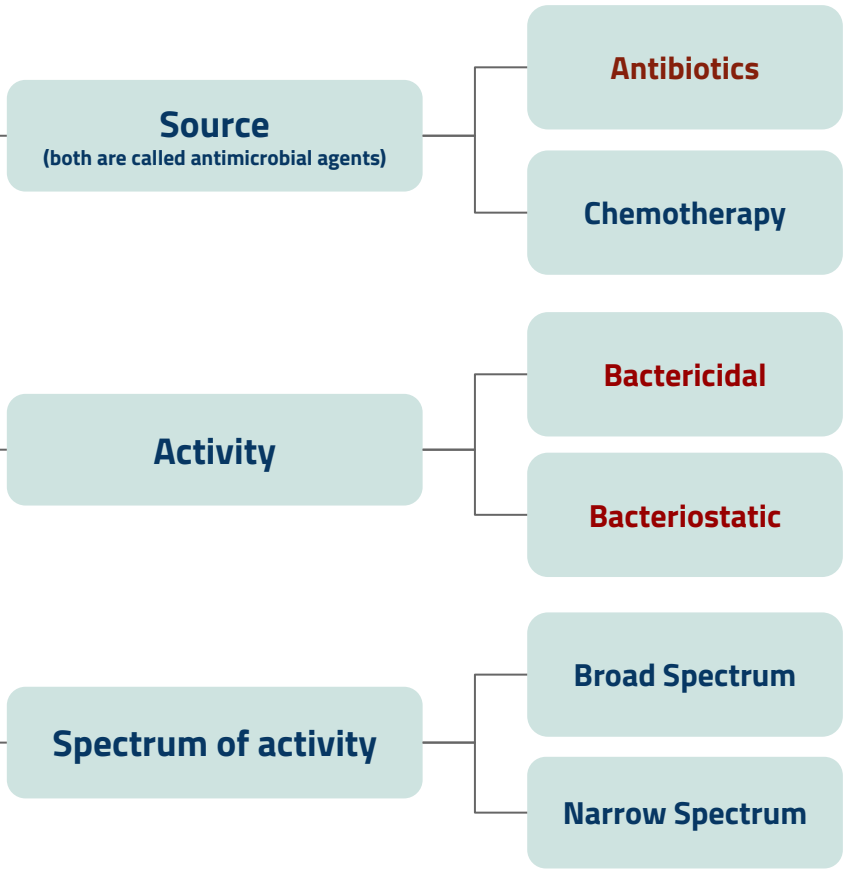 Source
(both are called antimicrobial agents)
Antibiotics
Chemotherapy
Activity
Bactericidal
Bacteriostatic
Spectrum of activity
Broad Spectrum
Narrow Spectrum